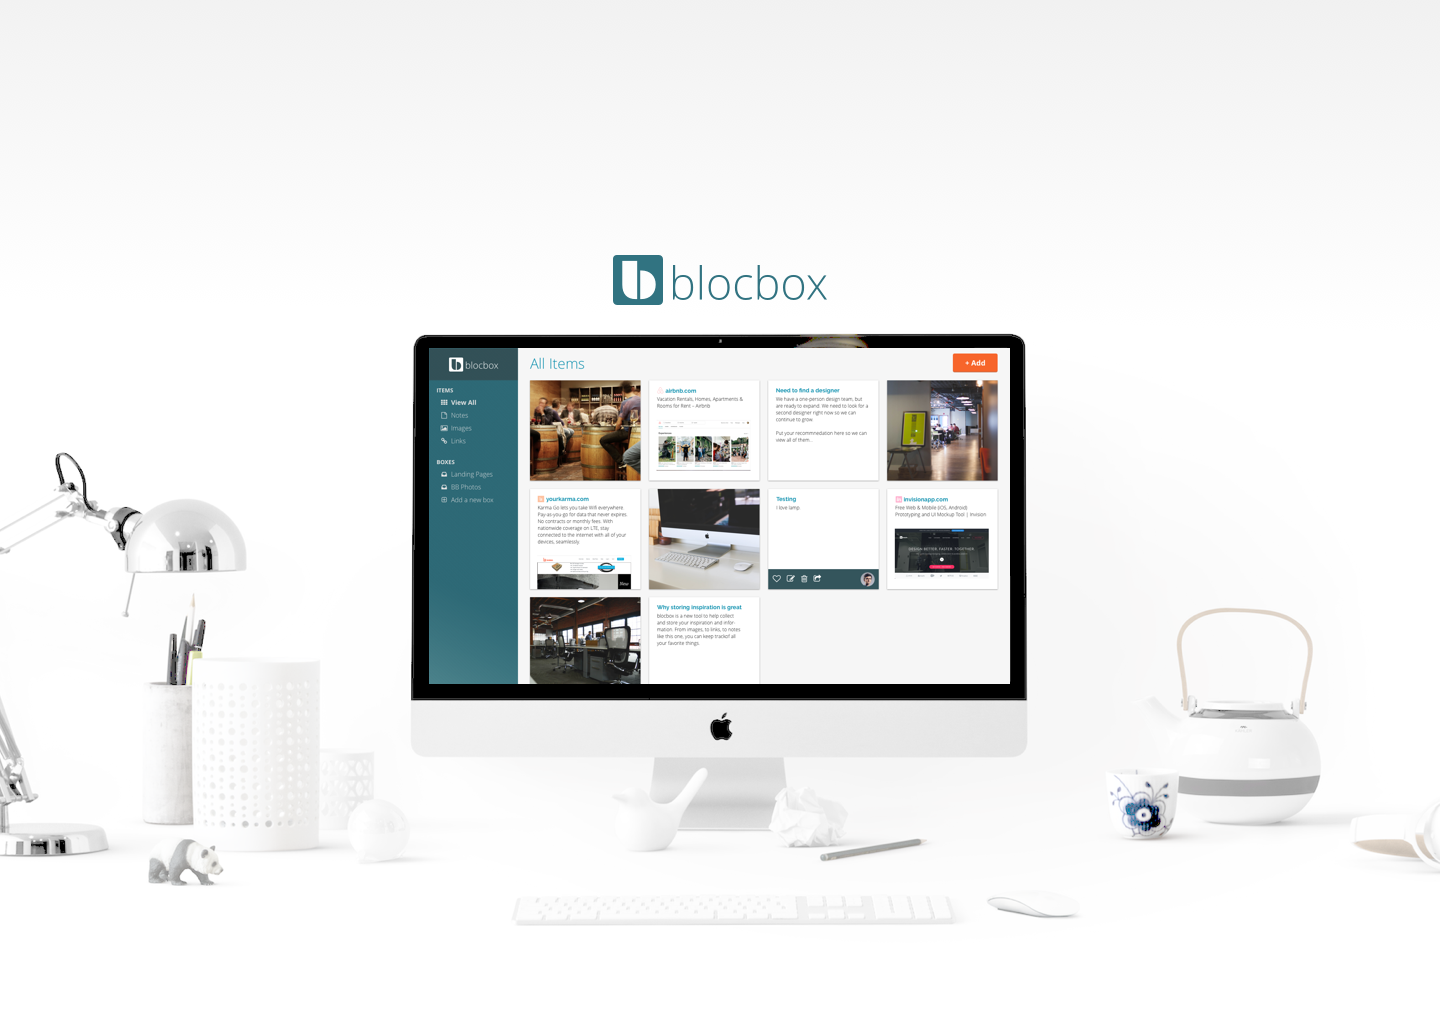 blocbox
blocbox
All Items
+ Add
ITEMS
View All
Notes
Images
Links
BOXES
Landing Pages
BB Photos
Add a new box
airbnb.com
Vacation Rentals, Homes, Apartments &
Rooms for Rent – Airbnb
Need to find a designer
We have a one-person design team, but
are ready to expand. We need to look for a
second designer right now so we can
continue to grow.
Put your recommnedation here so we can
view all of them...
yourkarma.com
Karma Go lets you take Wifi everywhere.
Pay-as-you-go for data that never expires.
No contracts or monthly fees. With
nationwide coverage on LTE, stay
connected to the internet with all of your
devices, seamlessly.
Testing
I love lamp
invisionapp.com
Free Web & Mobile (iOS, Android)
Prototyping and UI Mockup Tool | Invision
DESIGN BETTER. FASTER. TOGETHER.
Why storing inspiration is great
blocbox is a new tool to help collect
and store your inspiration and infor-
mation. From images, to links, to notes
like this one, you can keep trackof all
your favorite things.